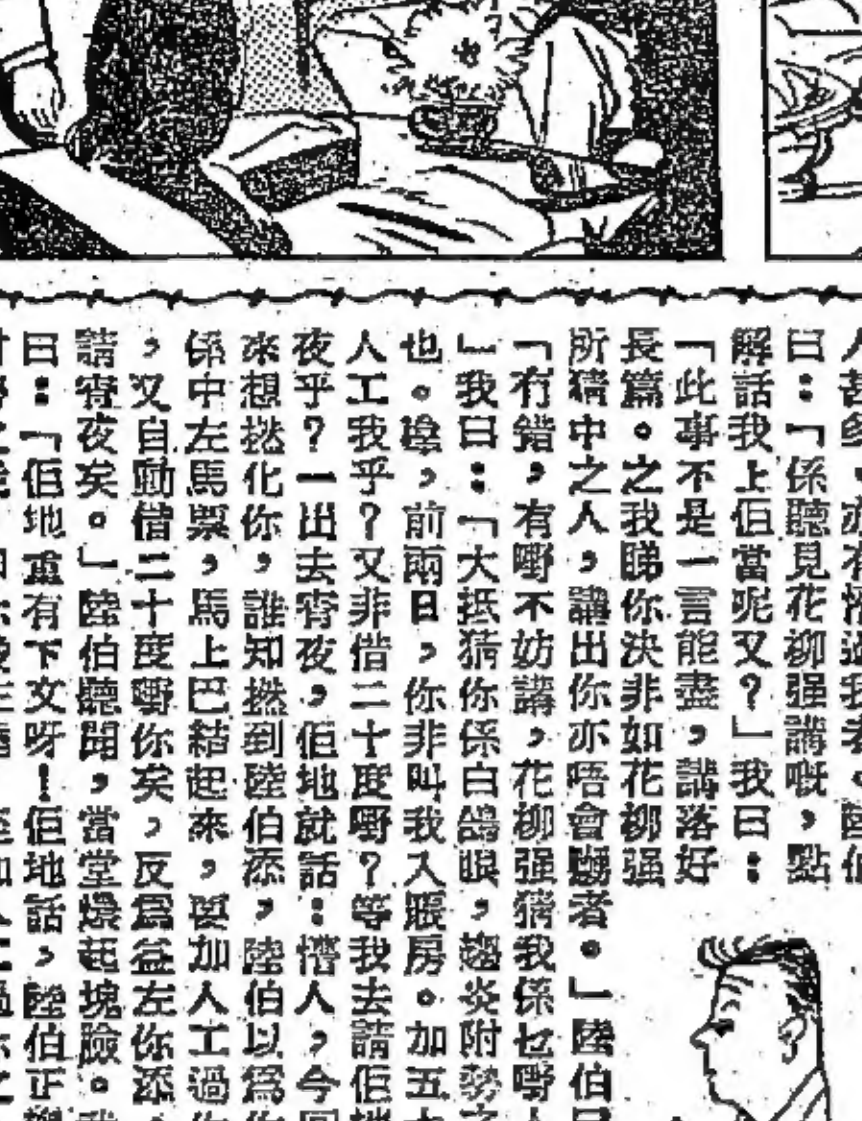 曰：「係聽見花柳强講嘅，點
解話我上佢當呢又？」我曰：
「此事不是一言能盡，講落好
長篇。之我睇你決非如花柳强
所猜中之人，講出你亦唔會嬲者。」陸伯曰
「有錯，有嘢不妨講，花柳强猜我係乜嘢人
」我曰：「大抵猜你係白鴿眼，趨炎附勢之
也。嗱，前兩日，你非叫我入賬房。加五十
人工我乎？又非借二十度嘢？等我去請佢地
夜乎？一出去宵夜，佢地就話：懵人，今回
來想撚化你，誰知撚到陸伯添，陸伯以爲你
係中左馬票，馬上巴結起來，要加人工過你
，又自動借二十度嘢你矣，反爲益左你添。
請宵夜矣。」陸伯聽聞，當堂㷫起塊臉。我
曰：「佢地重有下文呀！佢地話，陸伯正